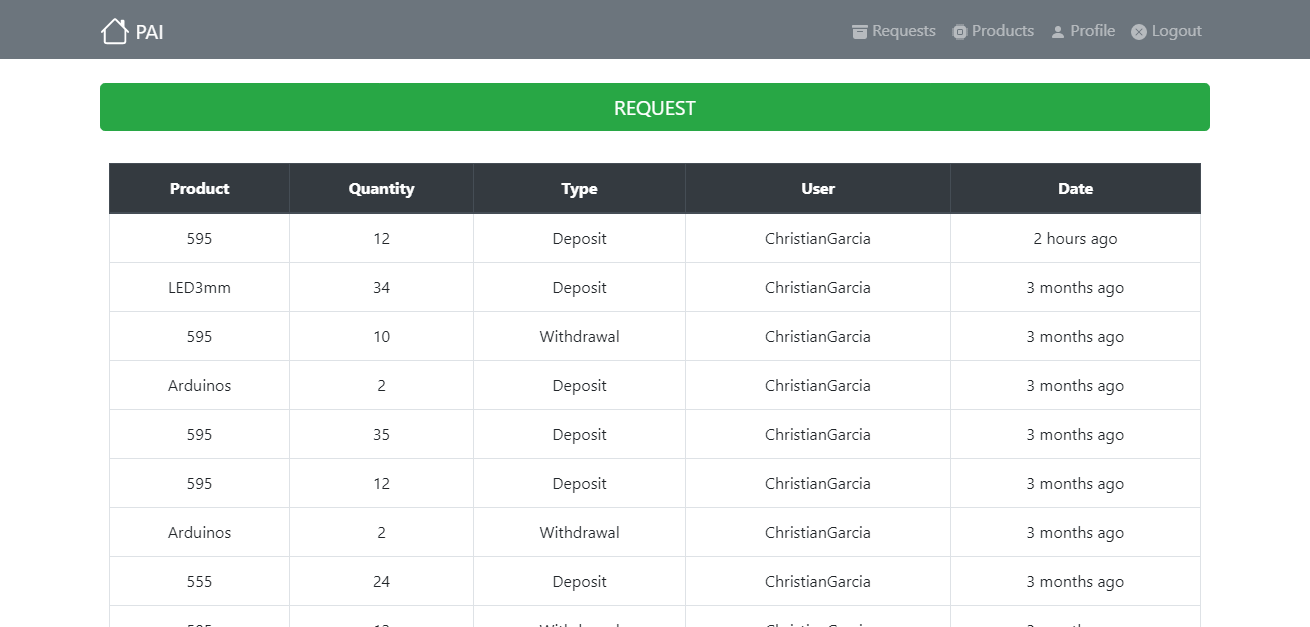 PAI Requests Products Profile Logout
REQUEST
Product Quantity Type User Date
595 12 Deposit ChristianGarcia 2 hours ago
LED3mm 34 Deposit ChristianGarcia 3 months ago
595 10 Withdrawal ChristianGarcia 3 months ago
Arduinos 2 Deposit ChristianGarcia 3 months ago
595 35 Deposit ChristianGarcia 3 months ago
595 12 Deposit ChristianGarcia 3 months ago
Arduinos 2 Withdrawal ChristianGarcia 3 months ago
555 24 Deposit ChristianGarcia 3 months ago